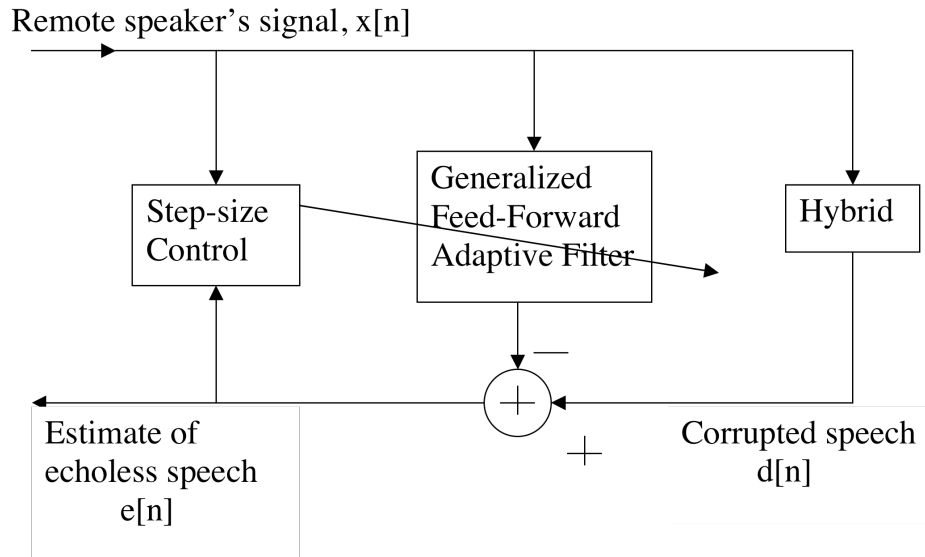 Remote speaker's signal, x[n]
Step-size
Control
Generalized
Feed-Forward
Adaptive Filter
Hybrid
—
+
+
Estimate of
echoless speech
e[n]
Corrupted speech
d[n]